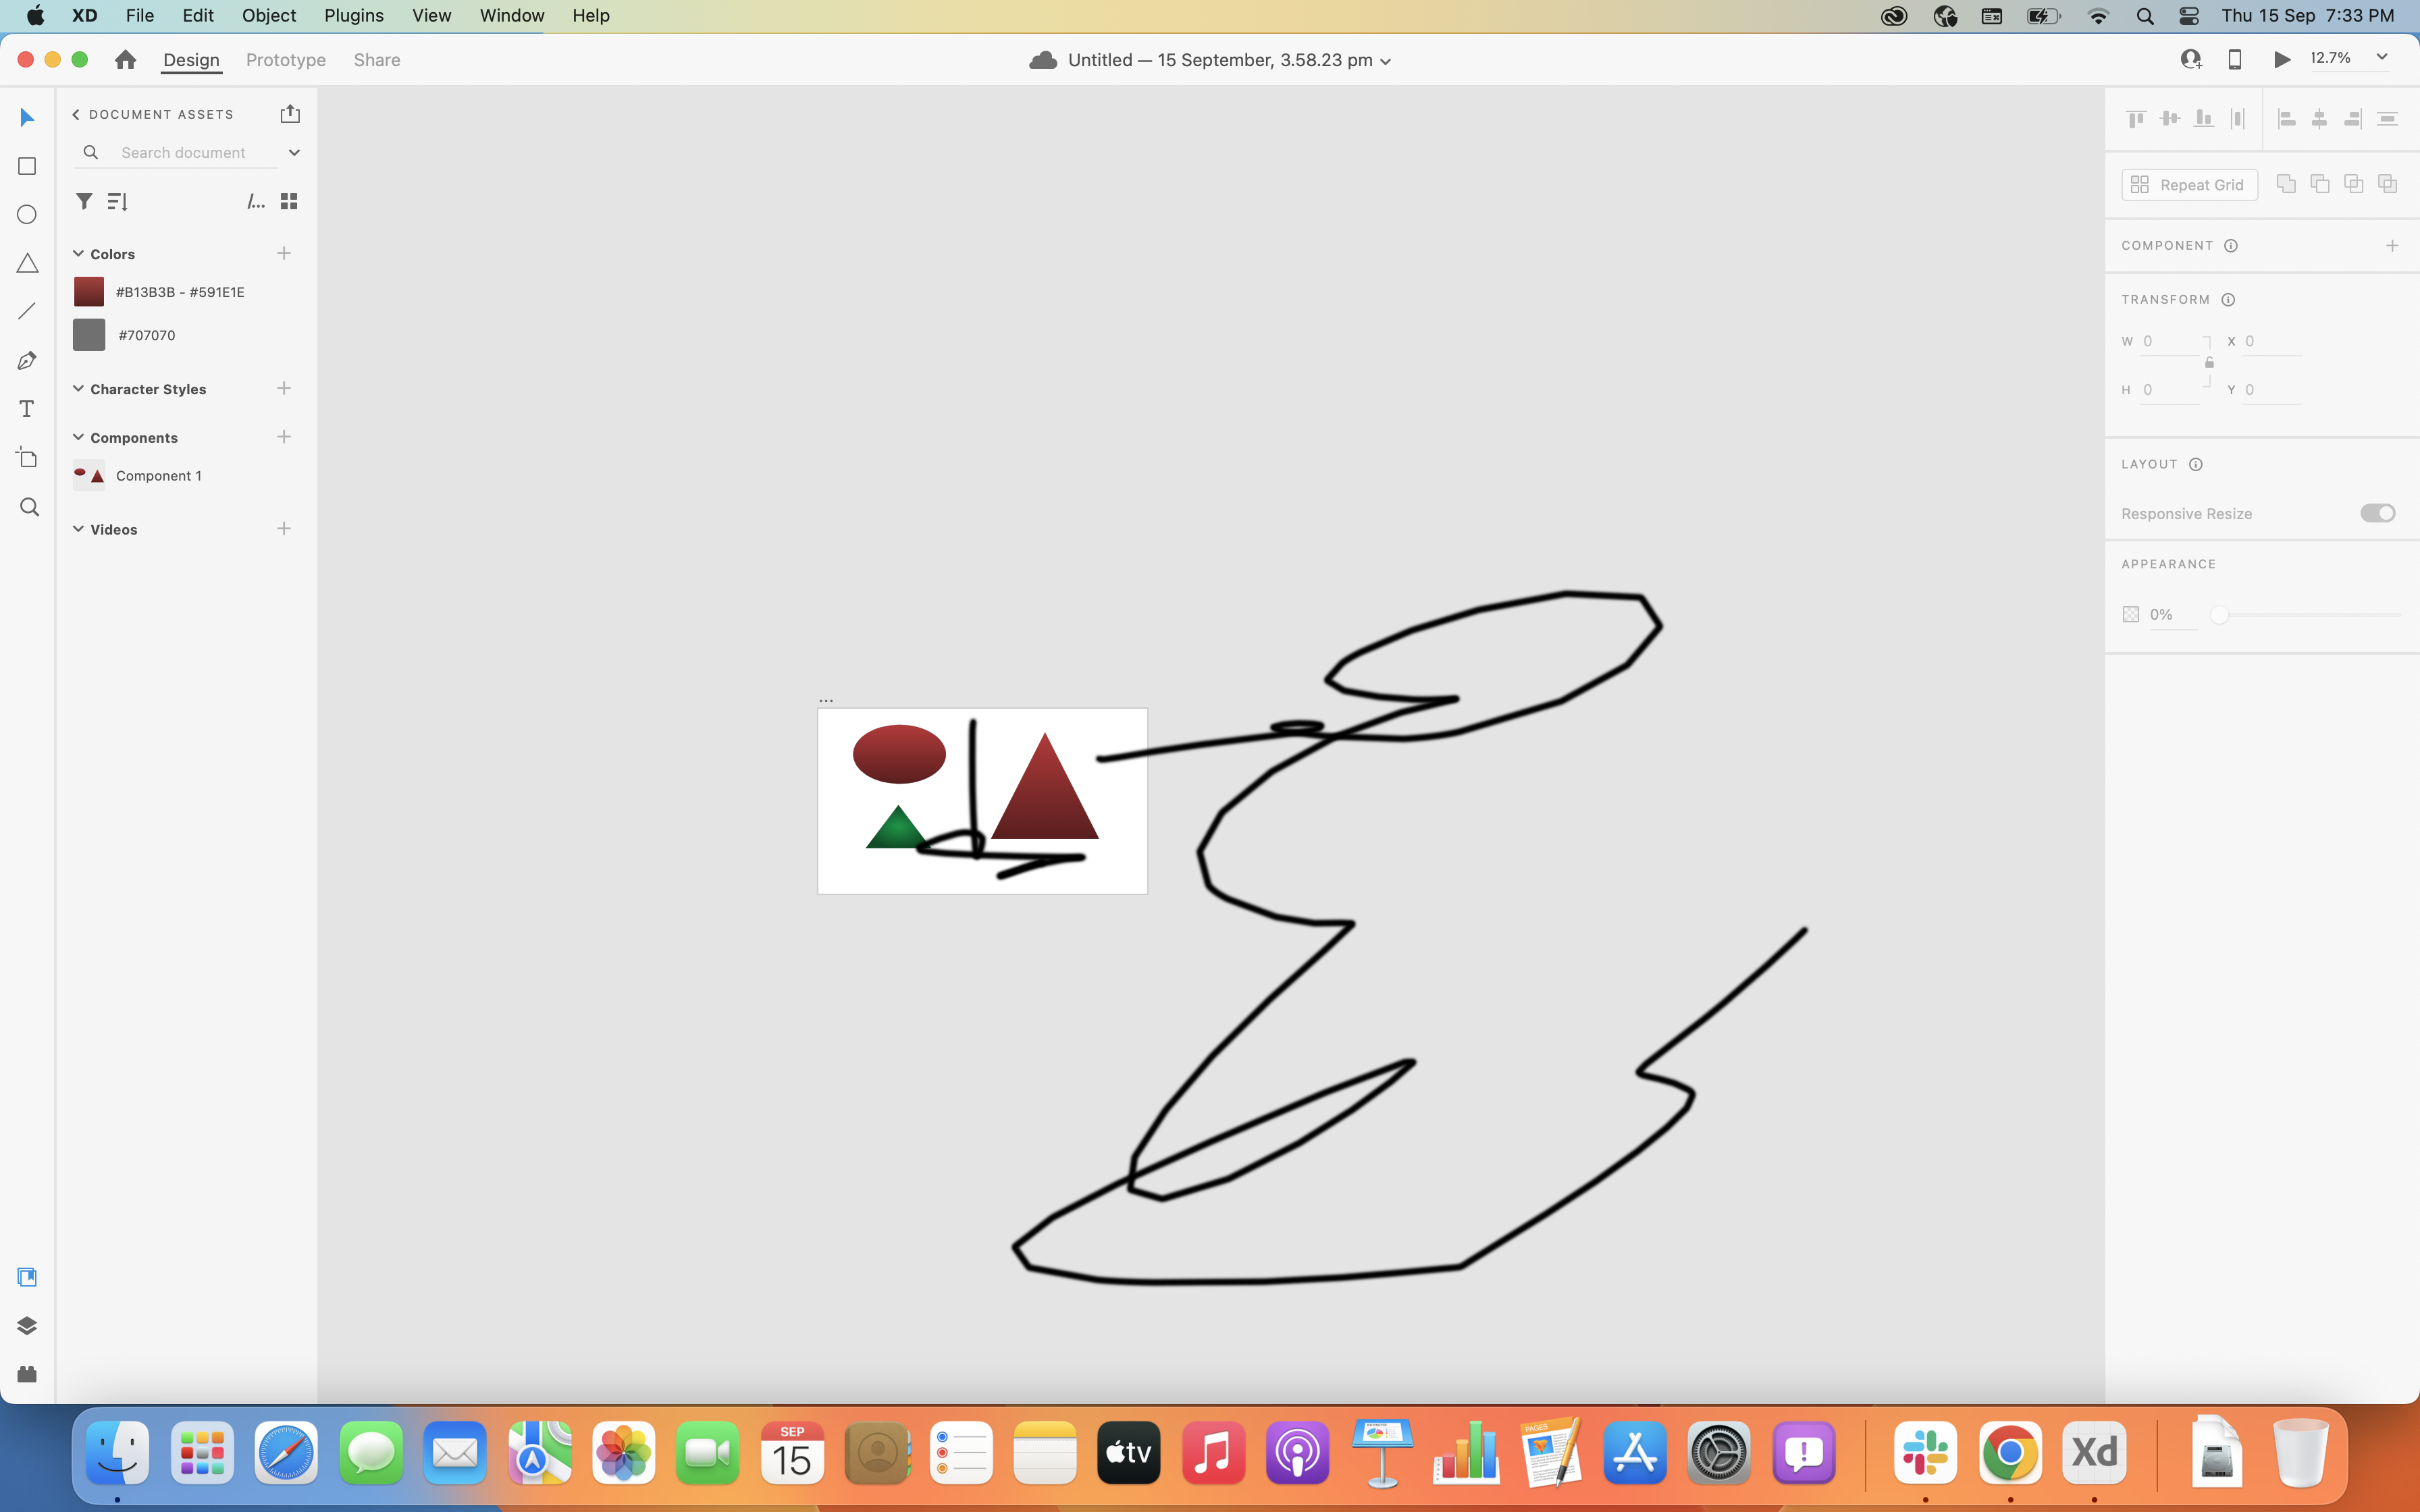 XD File Edit Object Plugins View Window Help Thu 15 Sep 7:33 PM
Design Prototype Share Untitled — 15 September, 3.58.23 pm 12.7%
DOCUMENT ASSETS
Search document
/...
Colors
#B13B3B - #591E1E
#707070
Character Styles
Components
Component 1
Videos
...
Repeat Grid
COMPONENT
TRANSFORM
W 0 X 0
H 0 Y 0
LAYOUT
Responsive Resize
APPEARANCE
0%
SEP
15
tv
KEYNOTE
PAGES
Xd